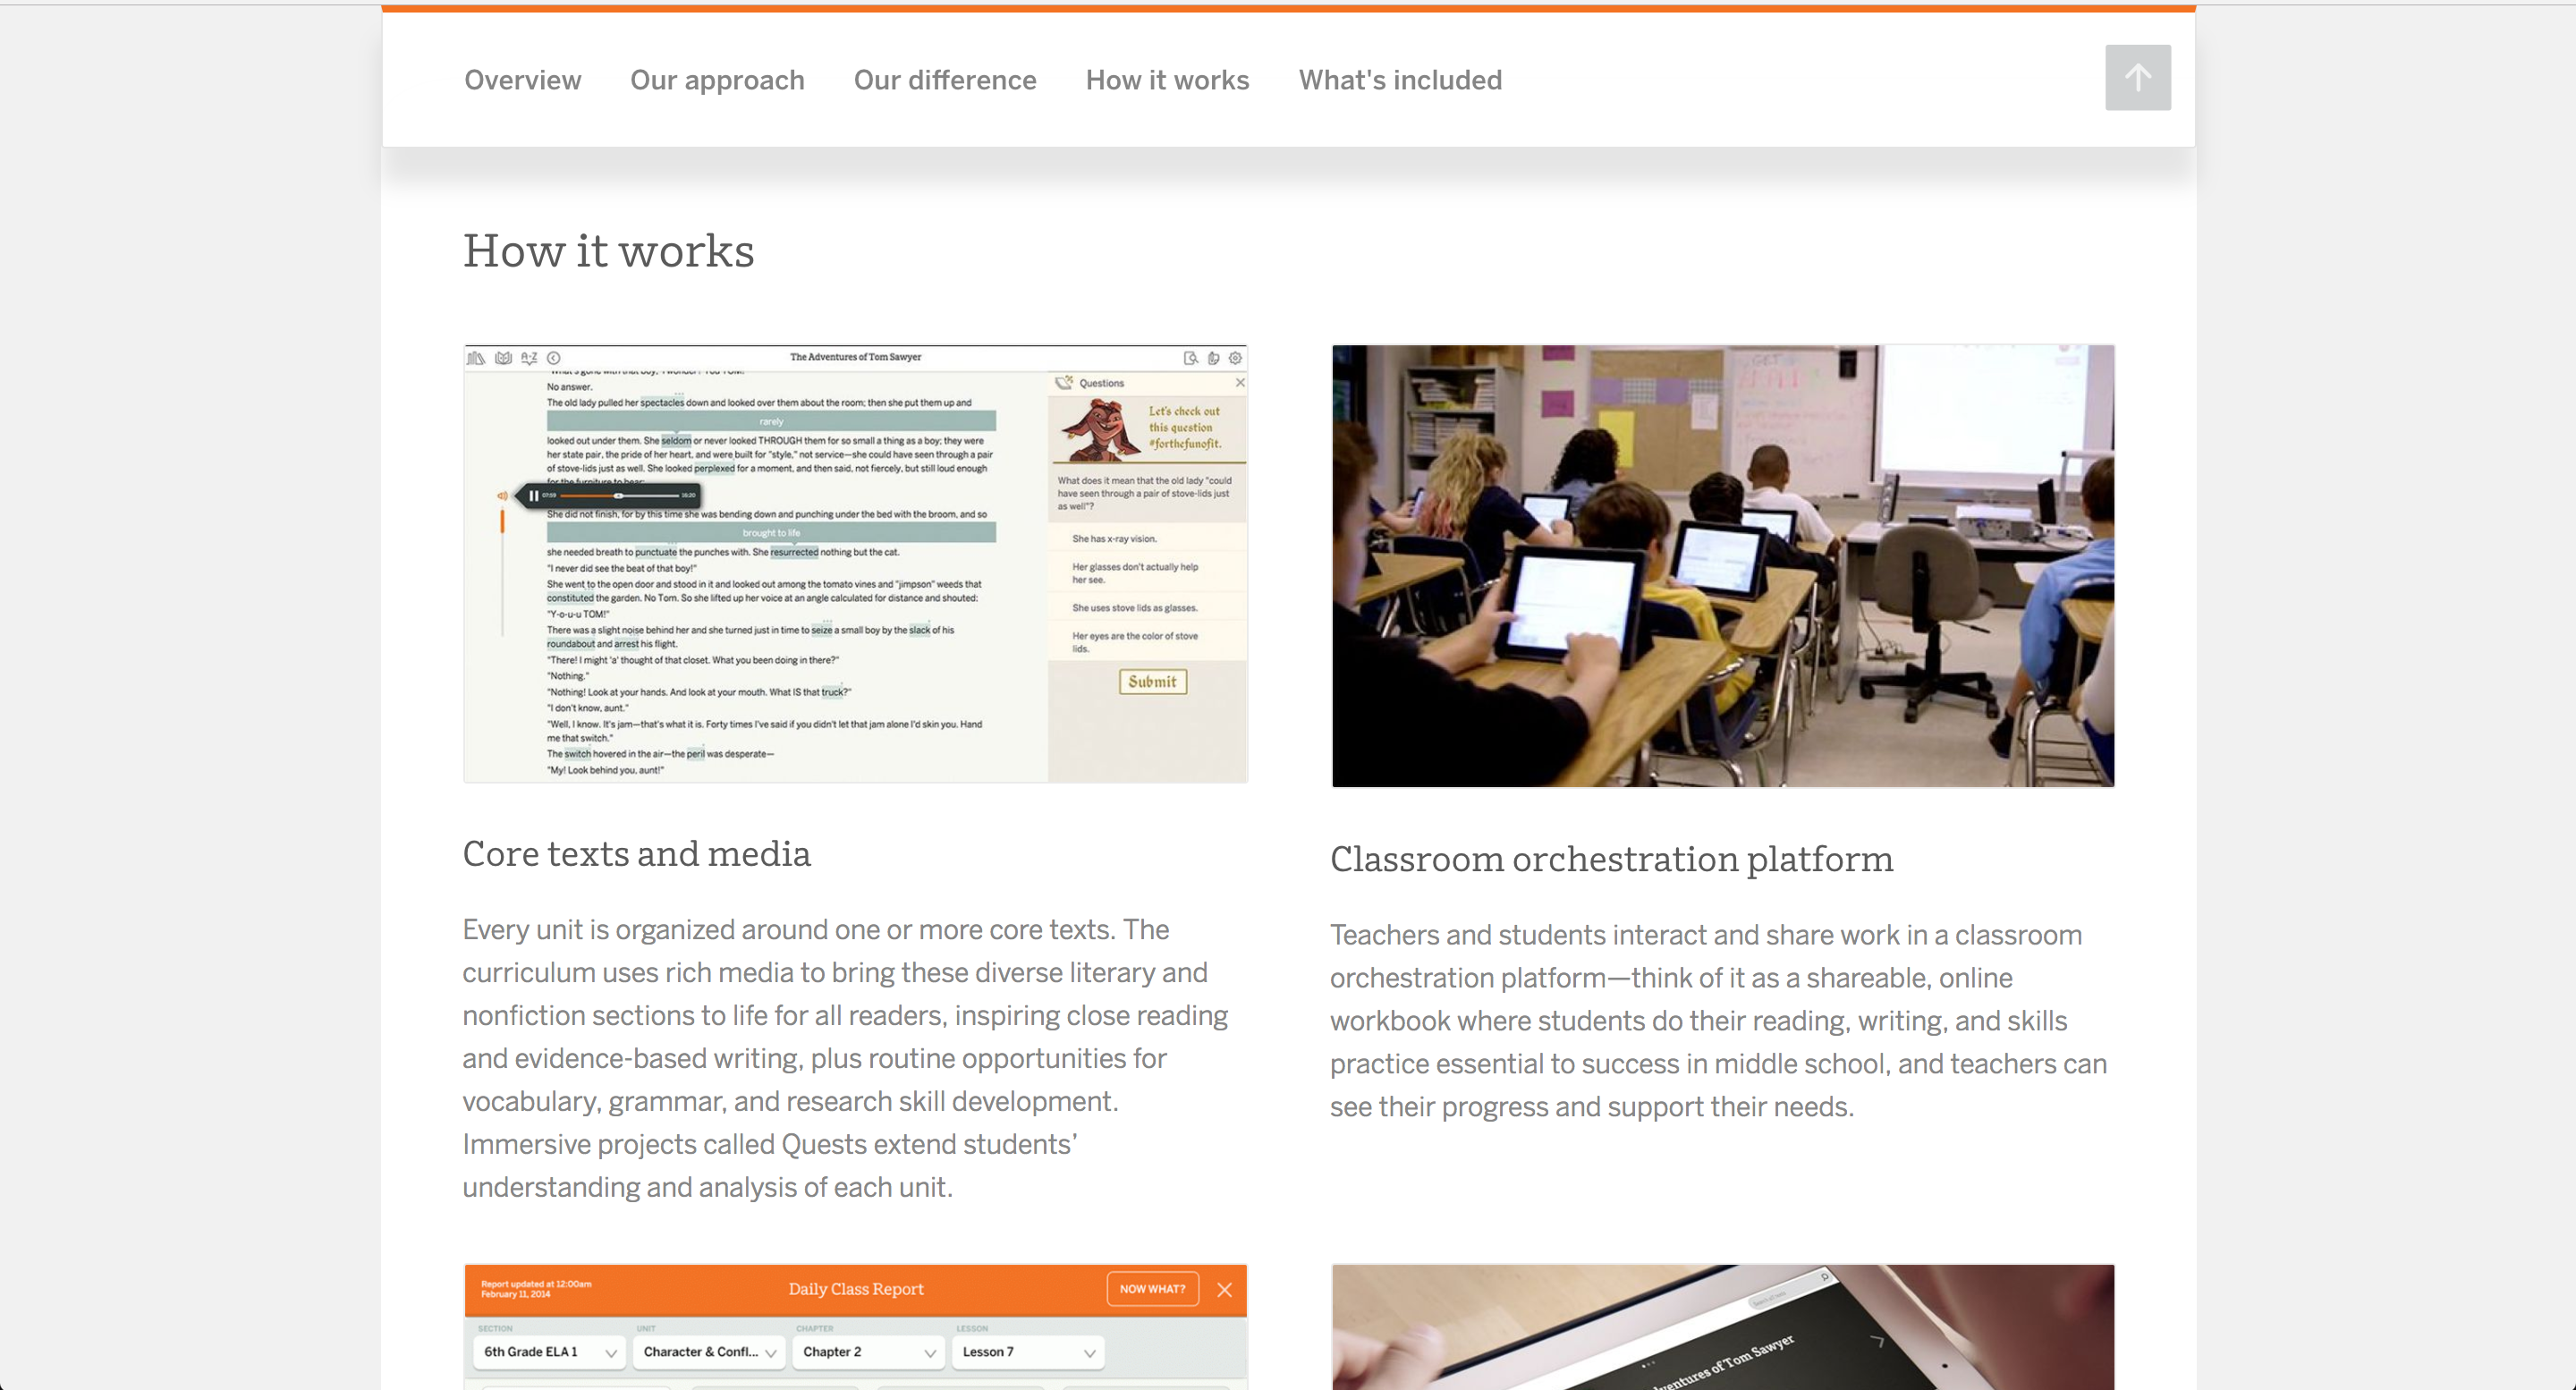 Overview Our approach Our difference How it works What's included
How it works
The Adventures of Tom Sawyer
No answer.
The old lady pulled her spectacles down and looked over them about the room; then she put them up and
rarely
looked out under them. She seldom or never looked THROUGH them for so small a thing as a boy; they were
her state pair, the pride of her heart, and were built for "style," not service—she could have seen through a pair
of stove-lids just as well. She looked perplexed for a moment, and then said, not fiercely, but still loud enough
for the furniture to hear:
07:59 16:20
She did not finish, for by this time she was bending down and punching under the bed with the broom, and so
brought to life
she needed breath to punctuate the punches with. She resurrected nothing but the cat.
"I never did see the beat of that boy!"
She went to the open door and stood in it and looked out among the tomato vines and "jimpson" weeds that
constituted the garden. No Tom. So she lifted up her voice at an angle calculated for distance and shouted:
"Y-o-u-u TOM!"
There was a slight noise behind her and she turned just in time to seize a small boy by the slack of his
roundabout and arrest his flight.
"There! I might 'a' thought of that closet. What you been doing in there?"
"Nothing."
"Nothing! Look at your hands. And look at your mouth. What IS that truck?"
"I don't know, aunt."
"Well, I know. It's jam—that's what it is. Forty times I've said if you didn't let that jam alone I'd skin you. Hand
me that switch."
The switch hovered in the air—the peril was desperate—
"My! Look behind you, aunt!"
Questions
Let's check out
this question
#forthefunofit.
What does it mean that the old lady "could
have seen through a pair of stove-lids just
as well"?
She has x-ray vision.
Her glasses don't actually help
her see.
She uses stove lids as glasses.
Her eyes are the color of stove
lids.
Submit
Core texts and media
Every unit is organized around one or more core texts. The
curriculum uses rich media to bring these diverse literary and
nonfiction sections to life for all readers, inspiring close reading
and evidence-based writing, plus routine opportunities for
vocabulary, grammar, and research skill development.
Immersive projects called Quests extend students’
understanding and analysis of each unit.
Classroom orchestration platform
Teachers and students interact and share work in a classroom
orchestration platform—think of it as a shareable, online
workbook where students do their reading, writing, and skills
practice essential to success in middle school, and teachers can
see their progress and support their needs.
Report updated at 12:00am
February 11, 2014
Daily Class Report
NOW WHAT?
SECTION UNIT CHAPTER LESSON
6th Grade ELA 1 Character & Confl... Chapter 2 Lesson 7
ventures of Tom Sawyer